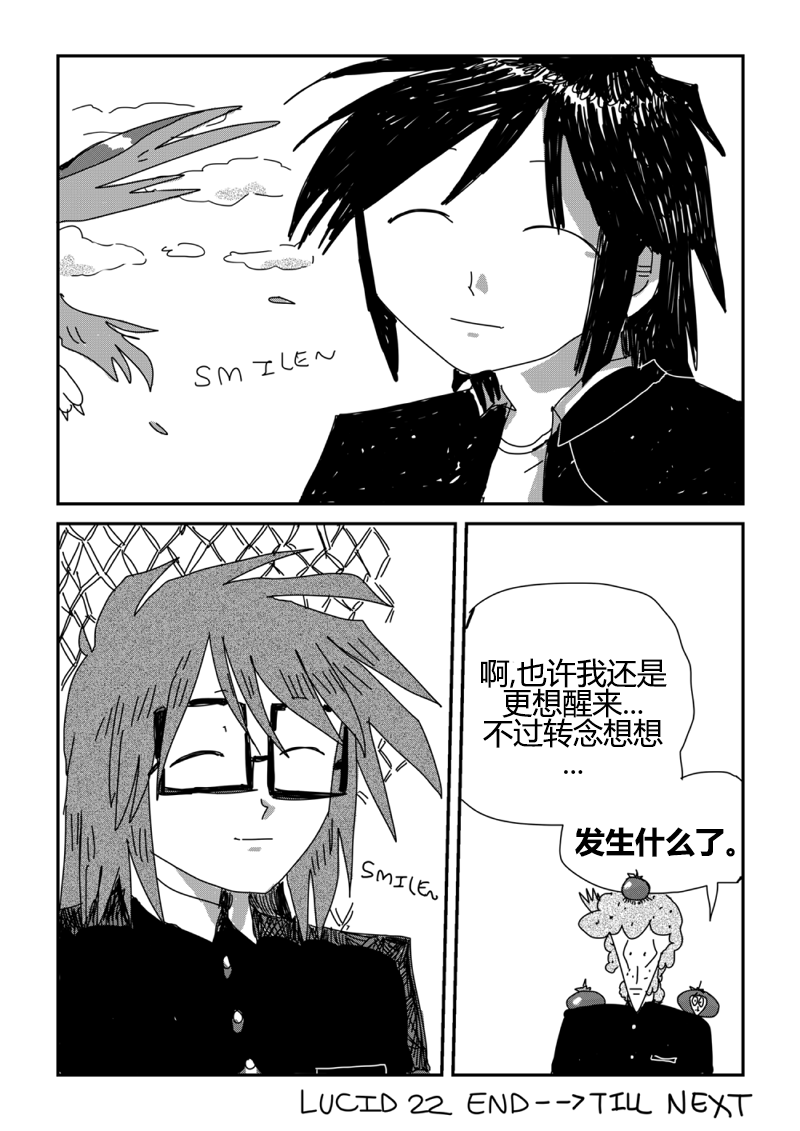 SMILEN
SMILEN
啊,也许我还是
更想醒来...
不过转念想想
...
发生什么了。
LUCID 22 END--->TILL NEXT